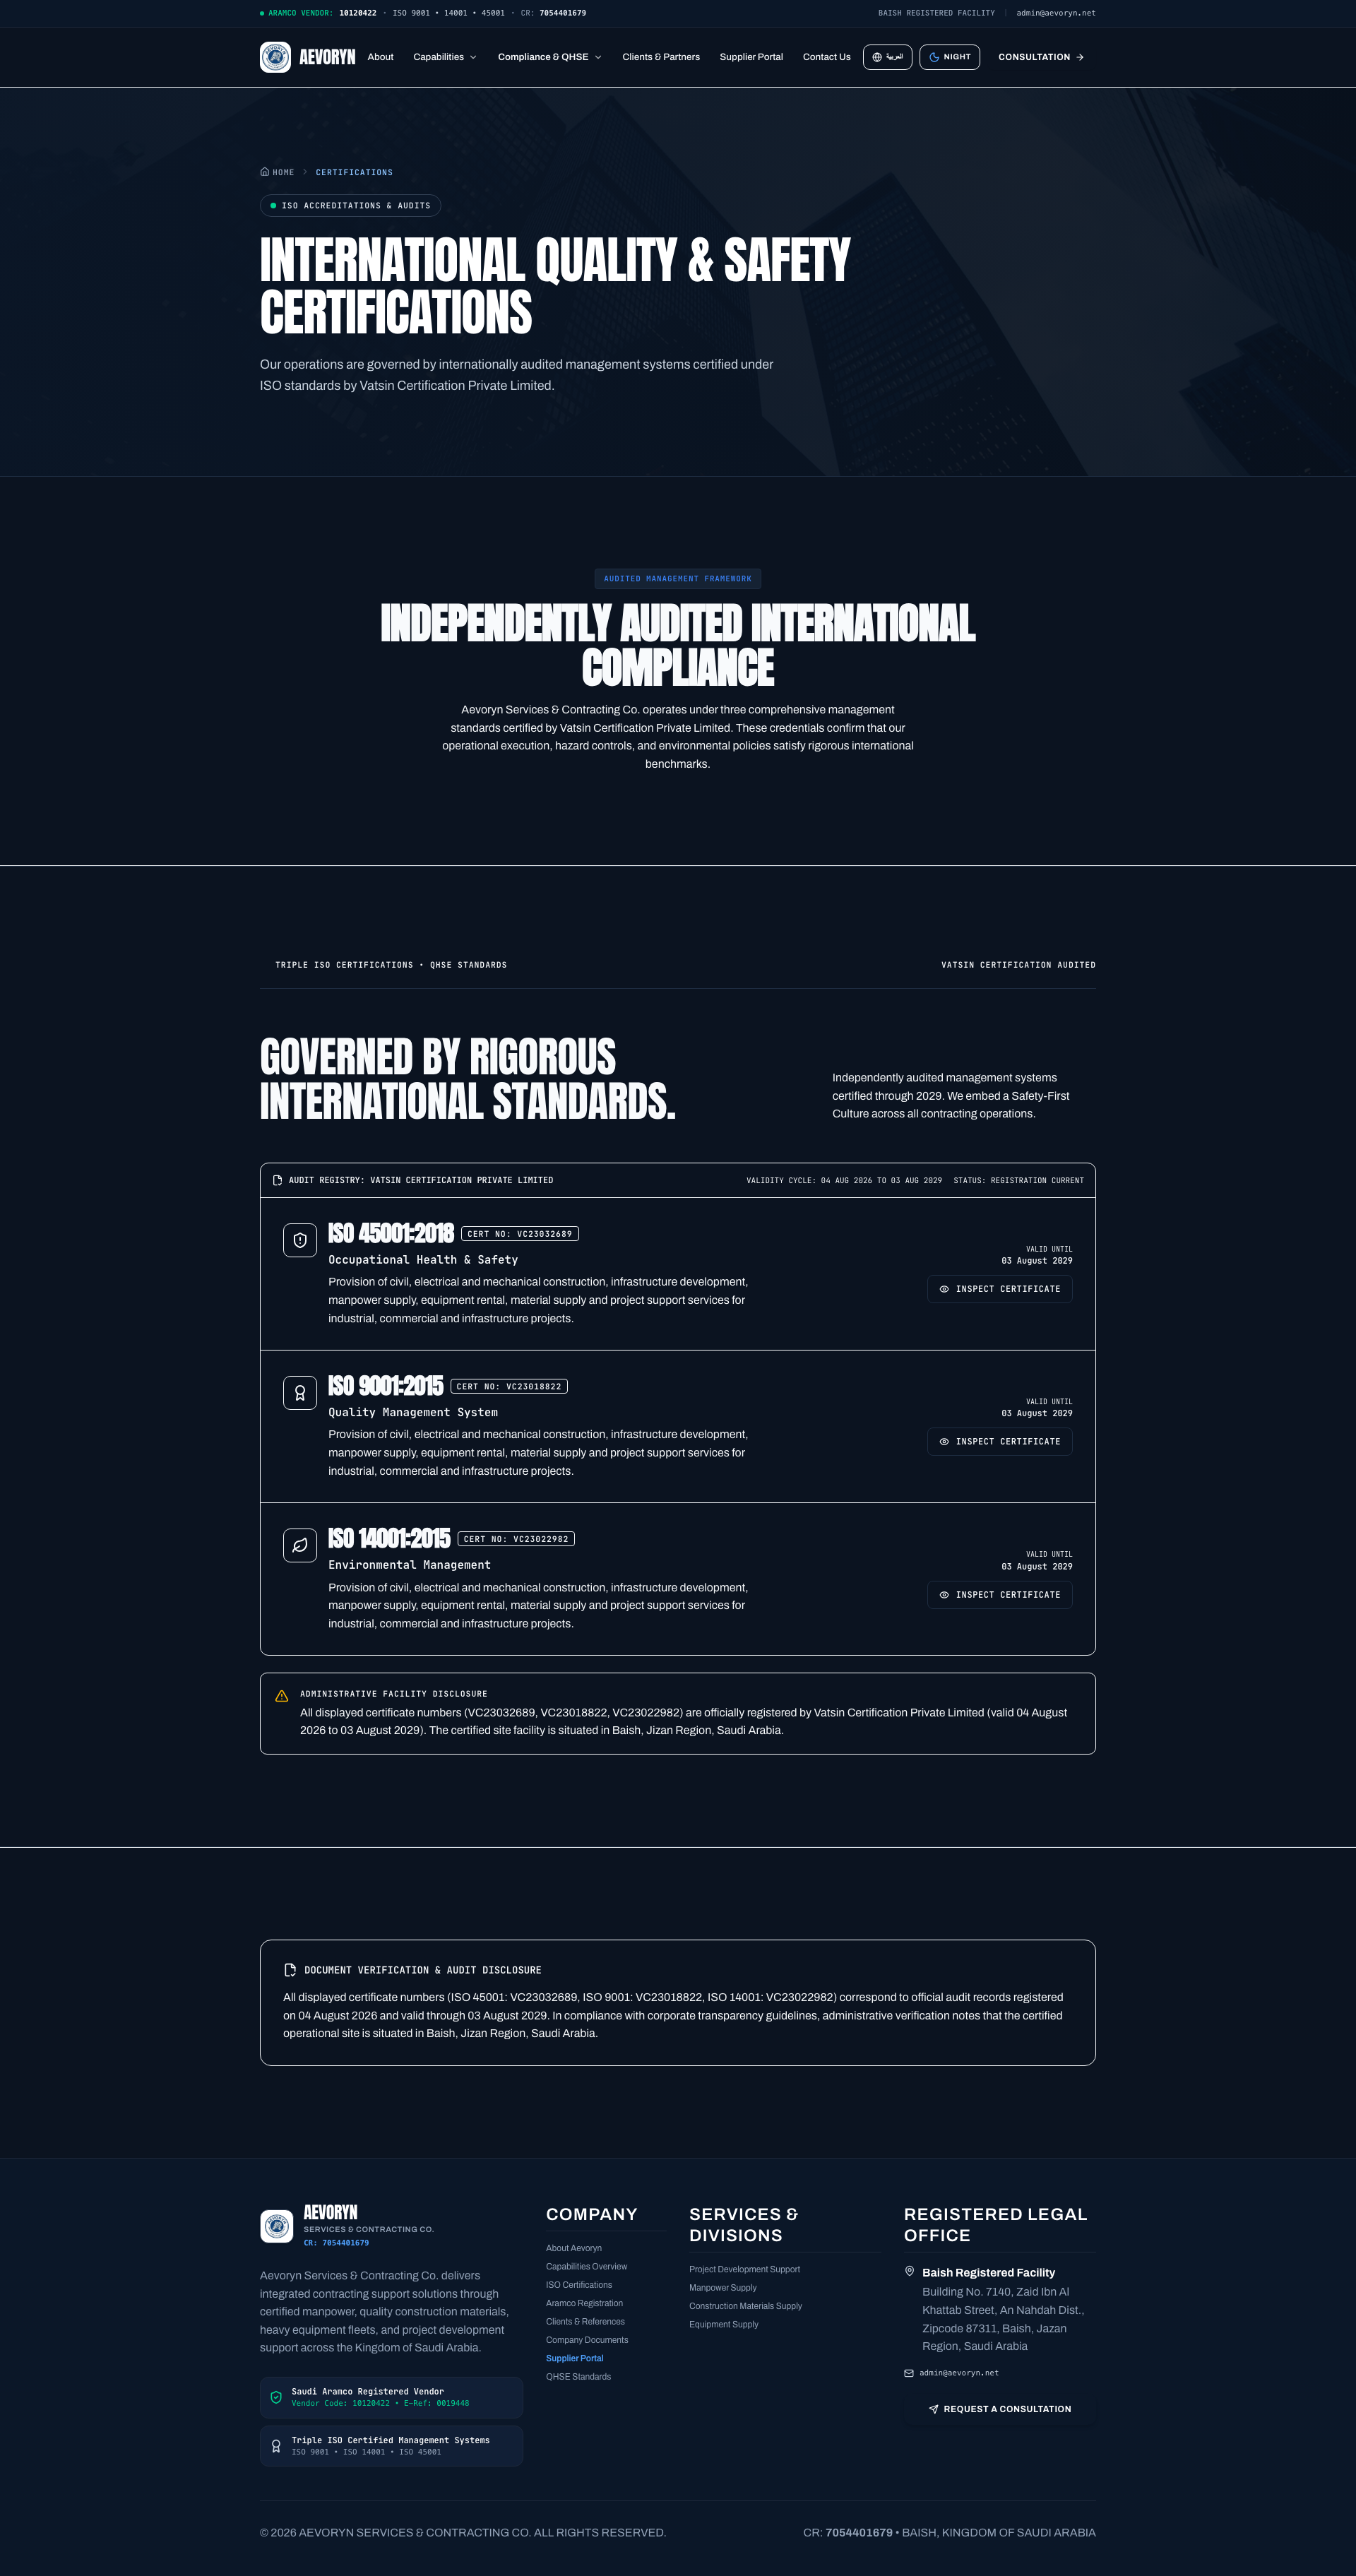 ARAMCO VENDOR: 10120422 • ISO 9001 • 14001 • 45001 • CR: 7054401679
BAISH REGISTERED FACILITY | admin@aevoryn.net
AEVORYN
About
Capabilities
Compliance & QHSE
Clients & Partners
Supplier Portal
Contact Us
العربية
NIGHT
CONSULTATION
HOME > CERTIFICATIONS
ISO ACCREDITATIONS & AUDITS
INTERNATIONAL QUALITY & SAFETY
CERTIFICATIONS
Our operations are governed by internationally audited management systems certified under
ISO standards by Vatsin Certification Private Limited.
AUDITED MANAGEMENT FRAMEWORK
INDEPENDENTLY AUDITED INTERNATIONAL
COMPLIANCE
Aevoryn Services & Contracting Co. operates under three comprehensive management
standards certified by Vatsin Certification Private Limited. These credentials confirm that our
operational execution, hazard controls, and environmental policies satisfy rigorous international
benchmarks.
TRIPLE ISO CERTIFICATIONS • QHSE STANDARDS
VATSIN CERTIFICATION AUDITED
GOVERNED BY RIGOROUS
INTERNATIONAL STANDARDS.
Independently audited management systems
certified through 2029. We embed a Safety-First
Culture across all contracting operations.
AUDIT REGISTRY: VATSIN CERTIFICATION PRIVATE LIMITED
VALIDITY CYCLE: 04 AUG 2026 TO 03 AUG 2029 STATUS: REGISTRATION CURRENT
ISO 45001:2018 CERT NO: VC23032689
Occupational Health & Safety
Provision of civil, electrical and mechanical construction, infrastructure development,
manpower supply, equipment rental, material supply and project support services for
industrial, commercial and infrastructure projects.
VALID UNTIL
03 August 2029
INSPECT CERTIFICATE
ISO 9001:2015 CERT NO: VC23018822
Quality Management System
Provision of civil, electrical and mechanical construction, infrastructure development,
manpower supply, equipment rental, material supply and project support services for
industrial, commercial and infrastructure projects.
VALID UNTIL
03 August 2029
INSPECT CERTIFICATE
ISO 14001:2015 CERT NO: VC23022982
Environmental Management
Provision of civil, electrical and mechanical construction, infrastructure development,
manpower supply, equipment rental, material supply and project support services for
industrial, commercial and infrastructure projects.
VALID UNTIL
03 August 2029
INSPECT CERTIFICATE
ADMINISTRATIVE FACILITY DISCLOSURE
All displayed certificate numbers (VC23032689, VC23018822, VC23022982) are officially registered by Vatsin Certification Private Limited (valid 04 August
2026 to 03 August 2029). The certified site facility is situated in Baish, Jizan Region, Saudi Arabia.
DOCUMENT VERIFICATION & AUDIT DISCLOSURE
All displayed certificate numbers (ISO 45001: VC23032689, ISO 9001: VC23018822, ISO 14001: VC23022982) correspond to official audit records registered
on 04 August 2026 and valid through 03 August 2029. In compliance with corporate transparency guidelines, administrative verification notes that the certified
operational site is situated in Baish, Jizan Region, Saudi Arabia.
AEVORYN
SERVICES & CONTRACTING CO.
CR: 7054401679
Aevoryn Services & Contracting Co. delivers
integrated contracting support solutions through
certified manpower, quality construction materials,
heavy equipment fleets, and project development
support across the Kingdom of Saudi Arabia.
Saudi Aramco Registered Vendor
Vendor Code: 10120422 • E-Ref: 0019448
Triple ISO Certified Management Systems
ISO 9001 • ISO 14001 • ISO 45001
COMPANY
About Aevoryn
Capabilities Overview
ISO Certifications
Aramco Registration
Clients & References
Company Documents
Supplier Portal
QHSE Standards
SERVICES &
DIVISIONS
Project Development Support
Manpower Supply
Construction Materials Supply
Equipment Supply
REGISTERED LEGAL
OFFICE
Baish Registered Facility
Building No. 7140, Zaid Ibn Al
Khattab Street, An Nahdah Dist.,
Zipcode 87311, Baish, Jazan
Region, Saudi Arabia
admin@aevoryn.net
REQUEST A CONSULTATION
© 2026 AEVORYN SERVICES & CONTRACTING CO. ALL RIGHTS RESERVED.
CR: 7054401679 • BAISH, KINGDOM OF SAUDI ARABIA